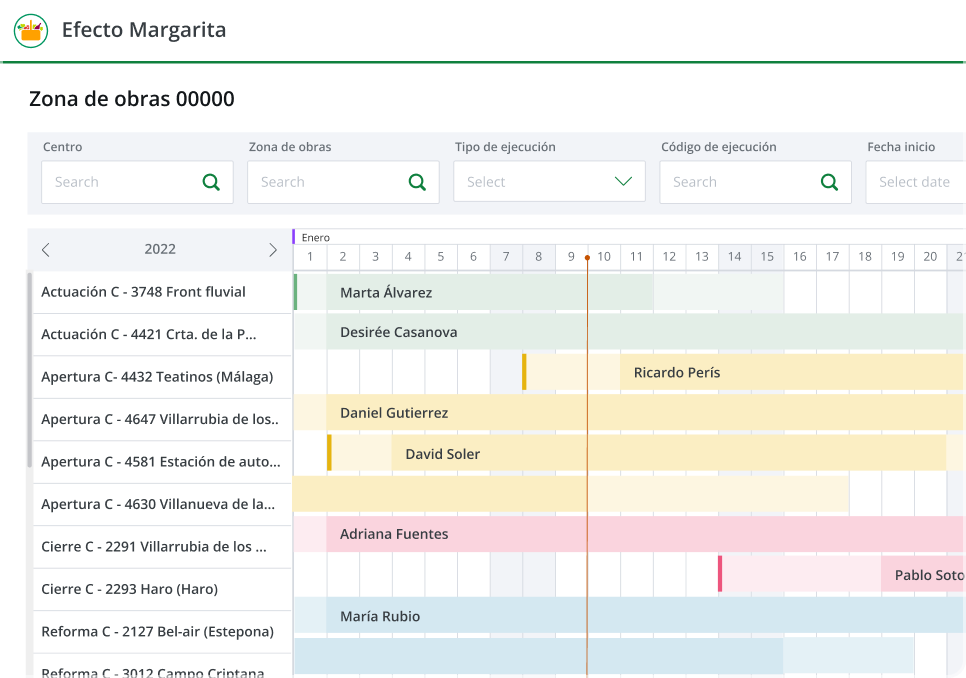 Efecto Margarita
Zona de obras 00000
Centro Zona de obras Tipo de ejecución Código de ejecución Fecha inicio
Search Search Select Search Select date
2022
Enero
1 2 3 4 5 6 7 8 9 10 11 12 13 14 15 16 17 18 19 20 21
Actuación C - 3748 Front fluvial
Marta Álvarez
Actuación C - 4421 Crta. de la P...
Desirée Casanova
Apertura C- 4432 Teatinos (Málaga)
Ricardo Perís
Apertura C - 4647 Villarrubia de los..
Daniel Gutierrez
Apertura C - 4581 Estación de auto...
David Soler
Apertura C - 4630 Villanueva de la...
Cierre C - 2291 Villarrubia de los ...
Adriana Fuentes
Cierre C - 2293 Haro (Haro)
Pablo Soto
Reforma C - 2127 Bel-air (Estepona)
María Rubio
Reforma C - 3012 Campo Criptana